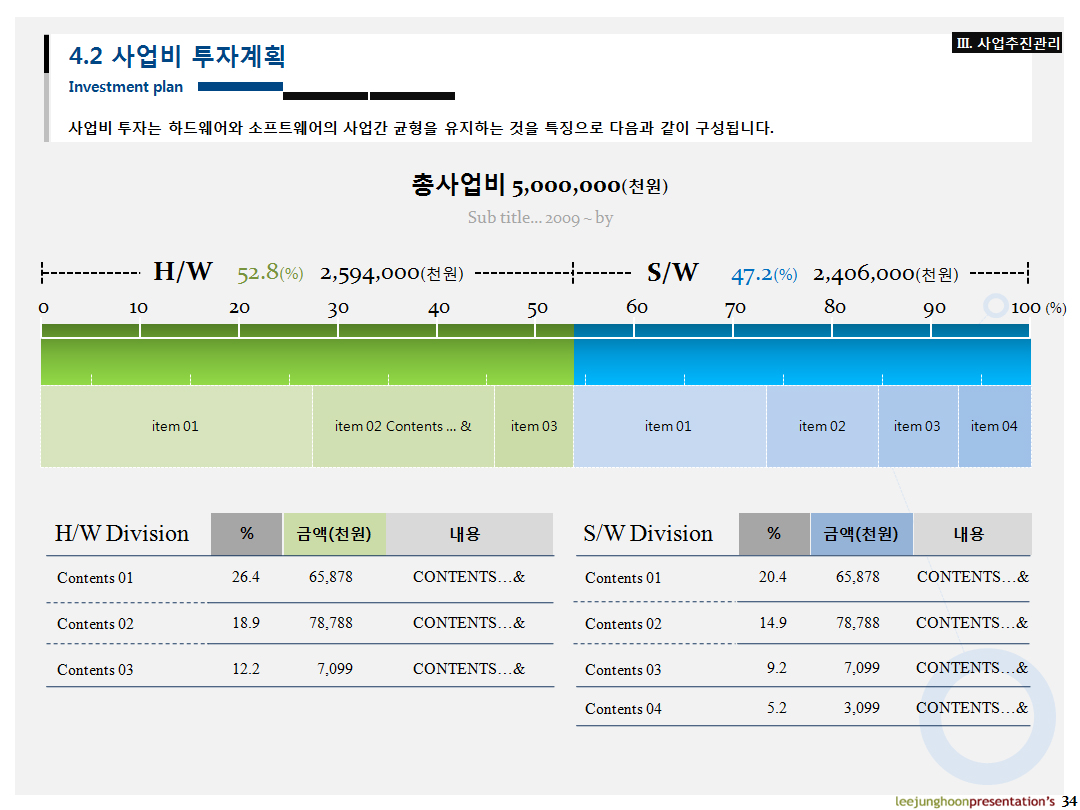 4.2 사업비 투자계획
III. 사업추진관리
Investment plan
사업비 투자는 하드웨어와 소프트웨어의 사업간 균형을 유지하는 것을 특징으로 다음과 같이 구성됩니다.
총사업비 5,000,000(천원)
Sub title... 2009 ~ by
H/W 52.8(%) 2,594,000(천원) S/W 47.2(%) 2,406,000(천원)
0 10 20 30 40 50 60 70 80 90 100 (%)
item 01 item 02 Contents ... & item 03 item 01 item 02 item 03 item 04
H/W Division % 금액(천원) 내용
Contents 01 26.4 65,878 CONTENTS...&
Contents 02 18.9 78,788 CONTENTS...&
Contents 03 12.2 7,099 CONTENTS...&
S/W Division % 금액(천원) 내용
Contents 01 20.4 65,878 CONTENTS...&
Contents 02 14.9 78,788 CONTENTS...&
Contents 03 9.2 7,099 CONTENTS...&
Contents 04 5.2 3,099 CONTENTS...&
leejunghoonpresentation's 34